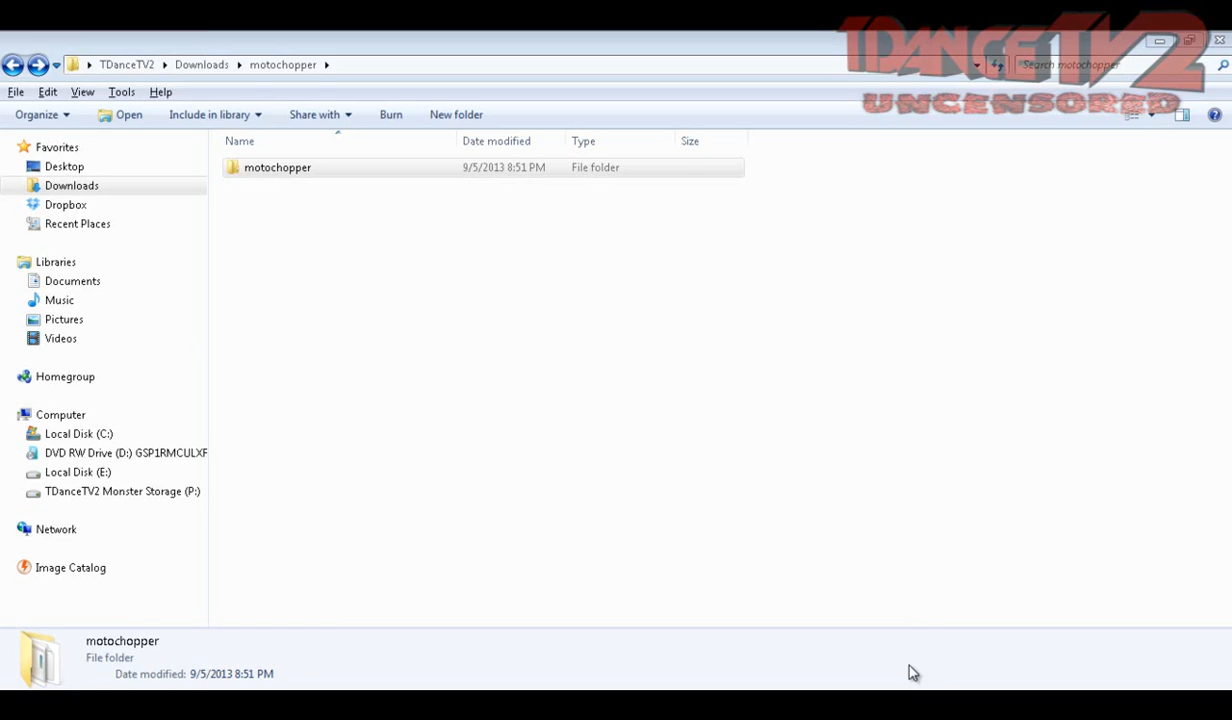 TDANCETV2
UNCENSORED
TDanceTV2 Downloads motochopper
Search motochopper
File Edit View Tools Help
Organize Open Include in library Share with Burn New folder
Name Date modified Type Size
motochopper 9/5/2013 8:51 PM File folder
Favorites
Desktop
Downloads
Dropbox
Recent Places
Libraries
Documents
Music
Pictures
Videos
Homegroup
Computer
Local Disk (C:)
DVD RW Drive (D:) GSP1RMCULXF
Local Disk (E:)
TDanceTV2 Monster Storage (P:)
Network
Image Catalog
motochopper
File folder
Date modified: 9/5/2013 8:51 PM